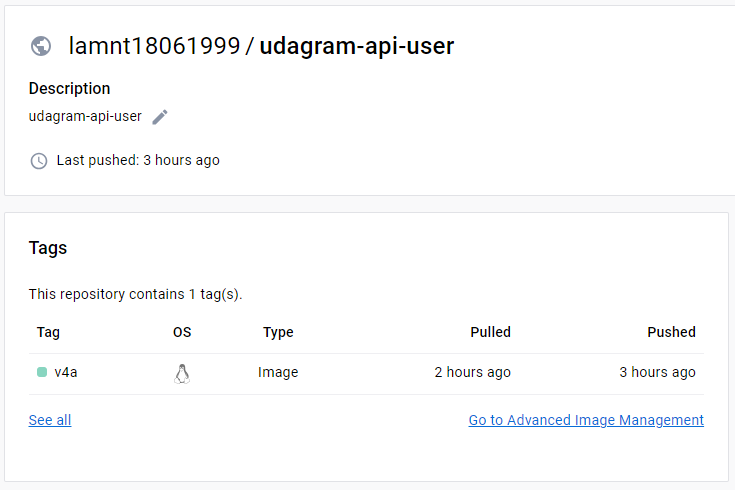 lamnt18061999 / udagram-api-user
Description
udagram-api-user
Last pushed: 3 hours ago
Tags
This repository contains 1 tag(s).
Tag OS Type Pulled Pushed
v4a Image 2 hours ago 3 hours ago
See all Go to Advanced Image Management